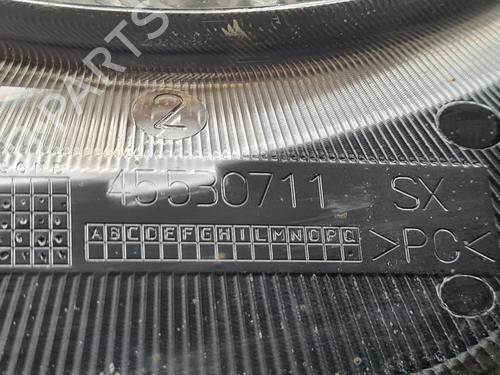 2
45530711 SX
ABCDEFGHILMNOPQ >PC<